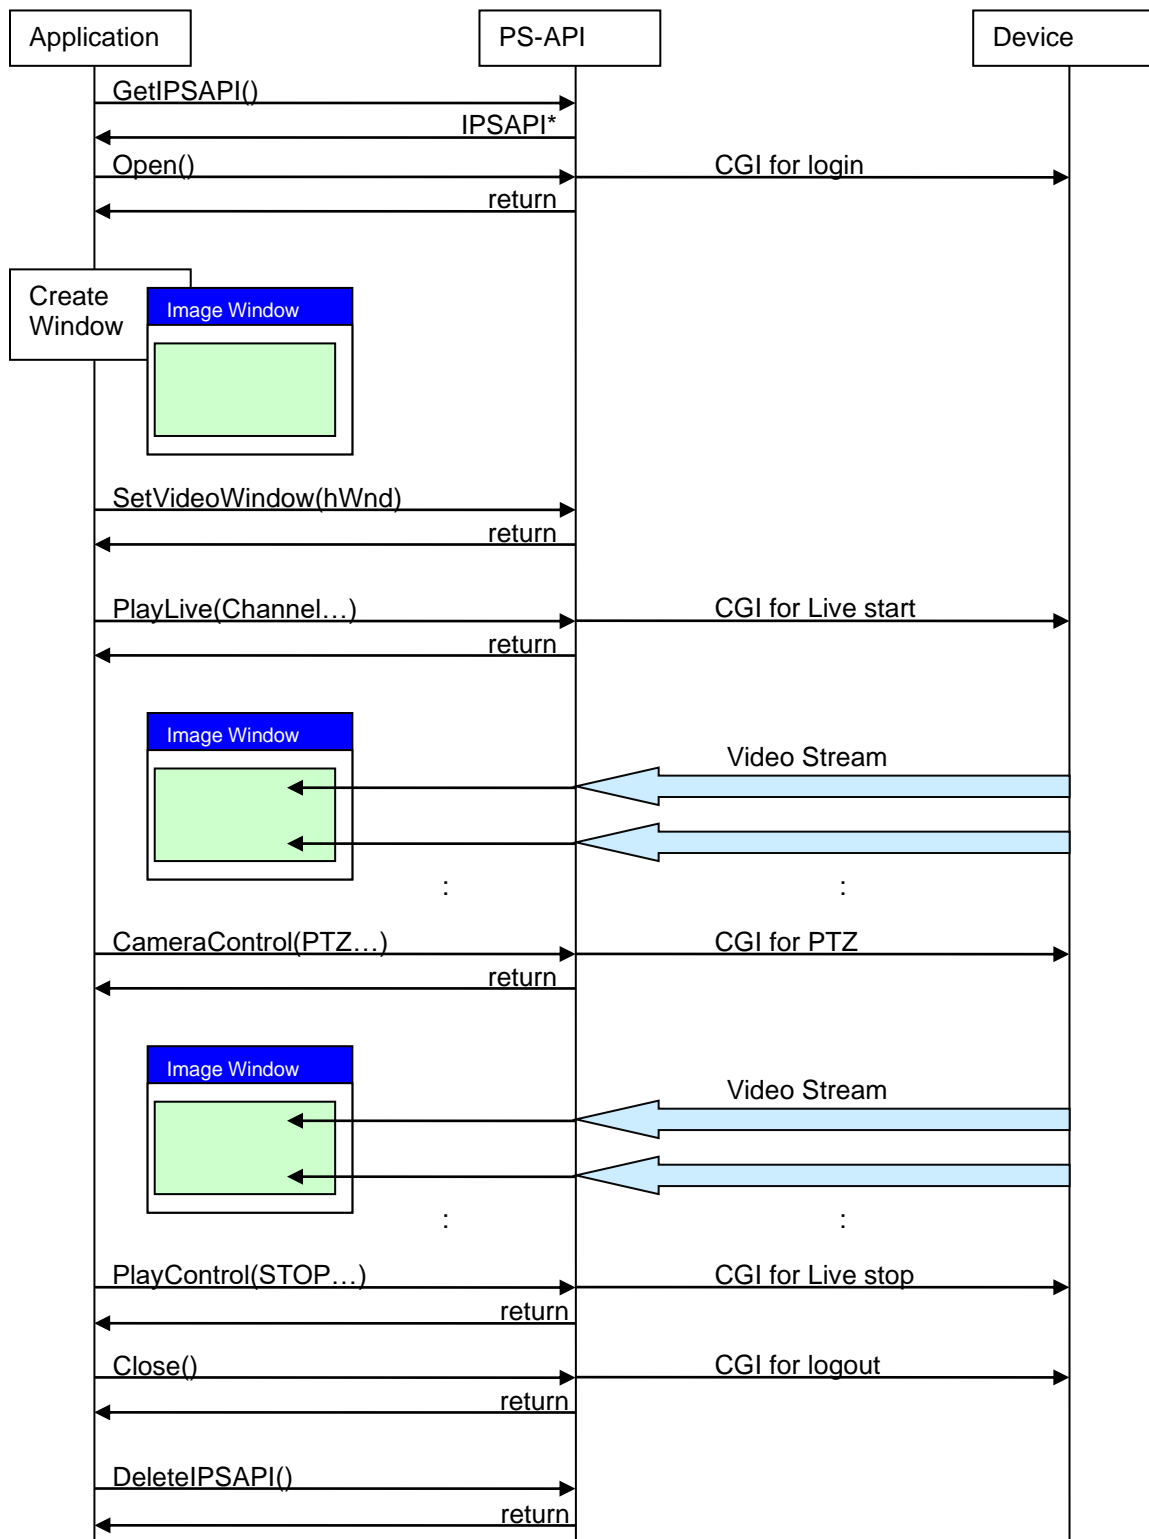 Application
PS-API
Device
GetIPSAPI()
IPSAPI*
Open()
CGI for login
return
Create
Window
Image Window
SetVideoWindow(hWnd)
return
PlayLive(Channel…)
CGI for Live start
return
Image Window
Video Stream
:
:
CameraControl(PTZ…)
CGI for PTZ
return
Image Window
Video Stream
:
:
PlayControl(STOP…)
CGI for Live stop
return
Close()
CGI for logout
return
DeleteIPSAPI()
return